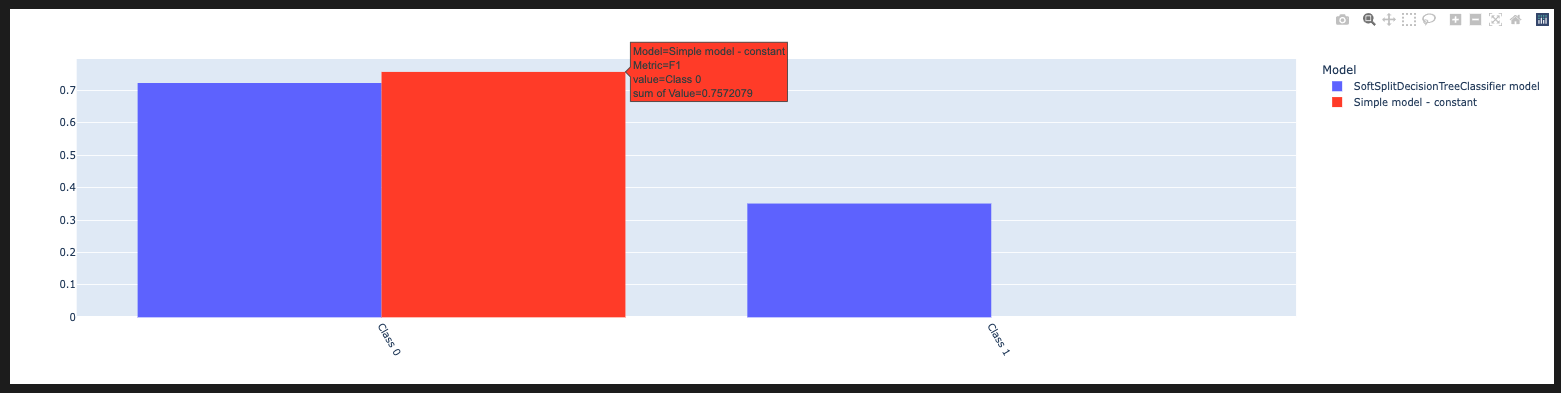 Model=Simple model - constant
Metric=F1
value=Class 0
sum of Value=0.7572079
Model
SoftSplitDecisionTreeClassifier model
Simple model - constant
0.7
0.6
0.5
0.4
0.3
0.2
0.1
0
Class 0
Class 1